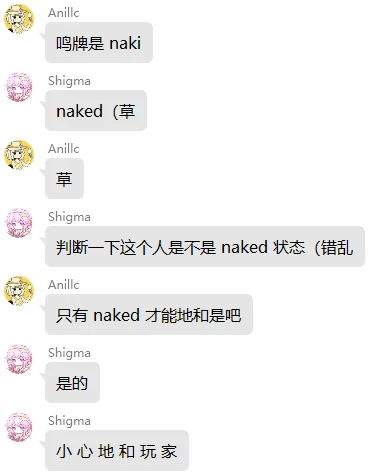 Anillc
鸣牌是 naki
Shigma
naked（草
Anillc
草
Shigma
判断一下这个人是不是 naked 状态（错乱
Anillc
只有 naked 才能地和是吧
Shigma
是的
Shigma
小 心 地 和 玩 家